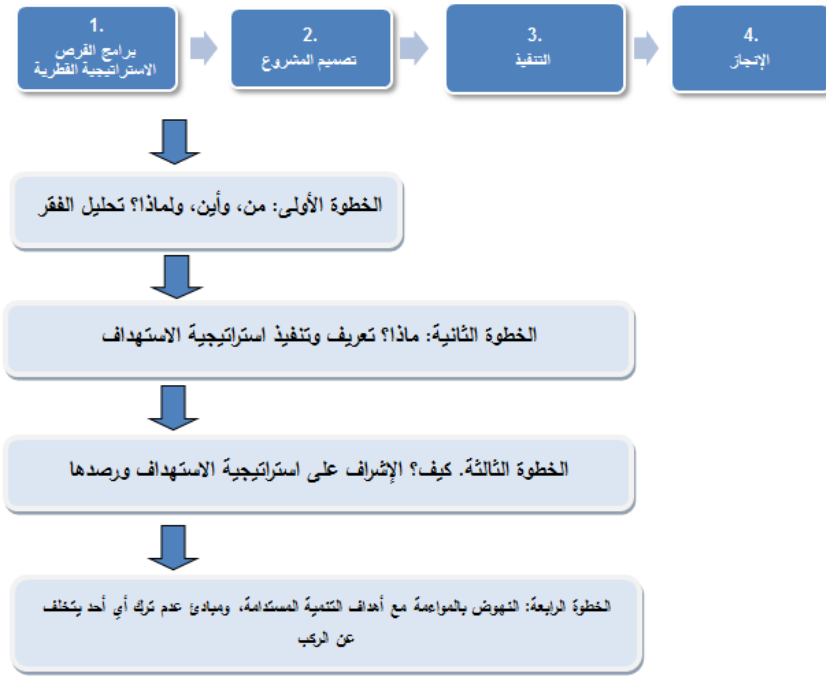 1.
برامج الفرص
الاستراتيجية القطرية
2.
تصميم المشروع
3.
التنفيذ
4.
الإنجاز
الخطوة الأولى: من، وأين، ولماذا؟ تحليل الفقر
الخطوة الثانية: ماذا؟ تعريف وتنفيذ استراتيجية الاستهداف
الخطوة الثالثة. كيف؟ الإشراف على استراتيجية الاستهداف ورصدها
الخطوة الرابعة: النهوض بالمواءمة مع أهداف التنمية المستدامة، ومبادئ عدم ترك أي أحد يتخلف
عن الركب